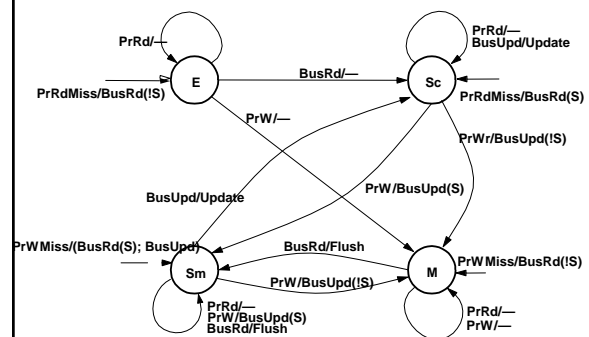 PrRd/—
PrRd/—
BusUpd/Update
E
BusRd/—
Sc
PrRdMiss/BusRd(!S)
PrRdMiss/BusRd(S)
PrW/—
PrWr/BusUpd(!S)
PrW/BusUpd(S)
BusUpd/Update
PrWMiss/(BusRd(S); BusUpd)
BusRd/Flush
PrWMiss/BusRd(!S)
Sm
M
PrW/BusUpd(!S)
PrRd/—
PrW/BusUpd(S)
BusRd/Flush
PrRd/—
PrW/—